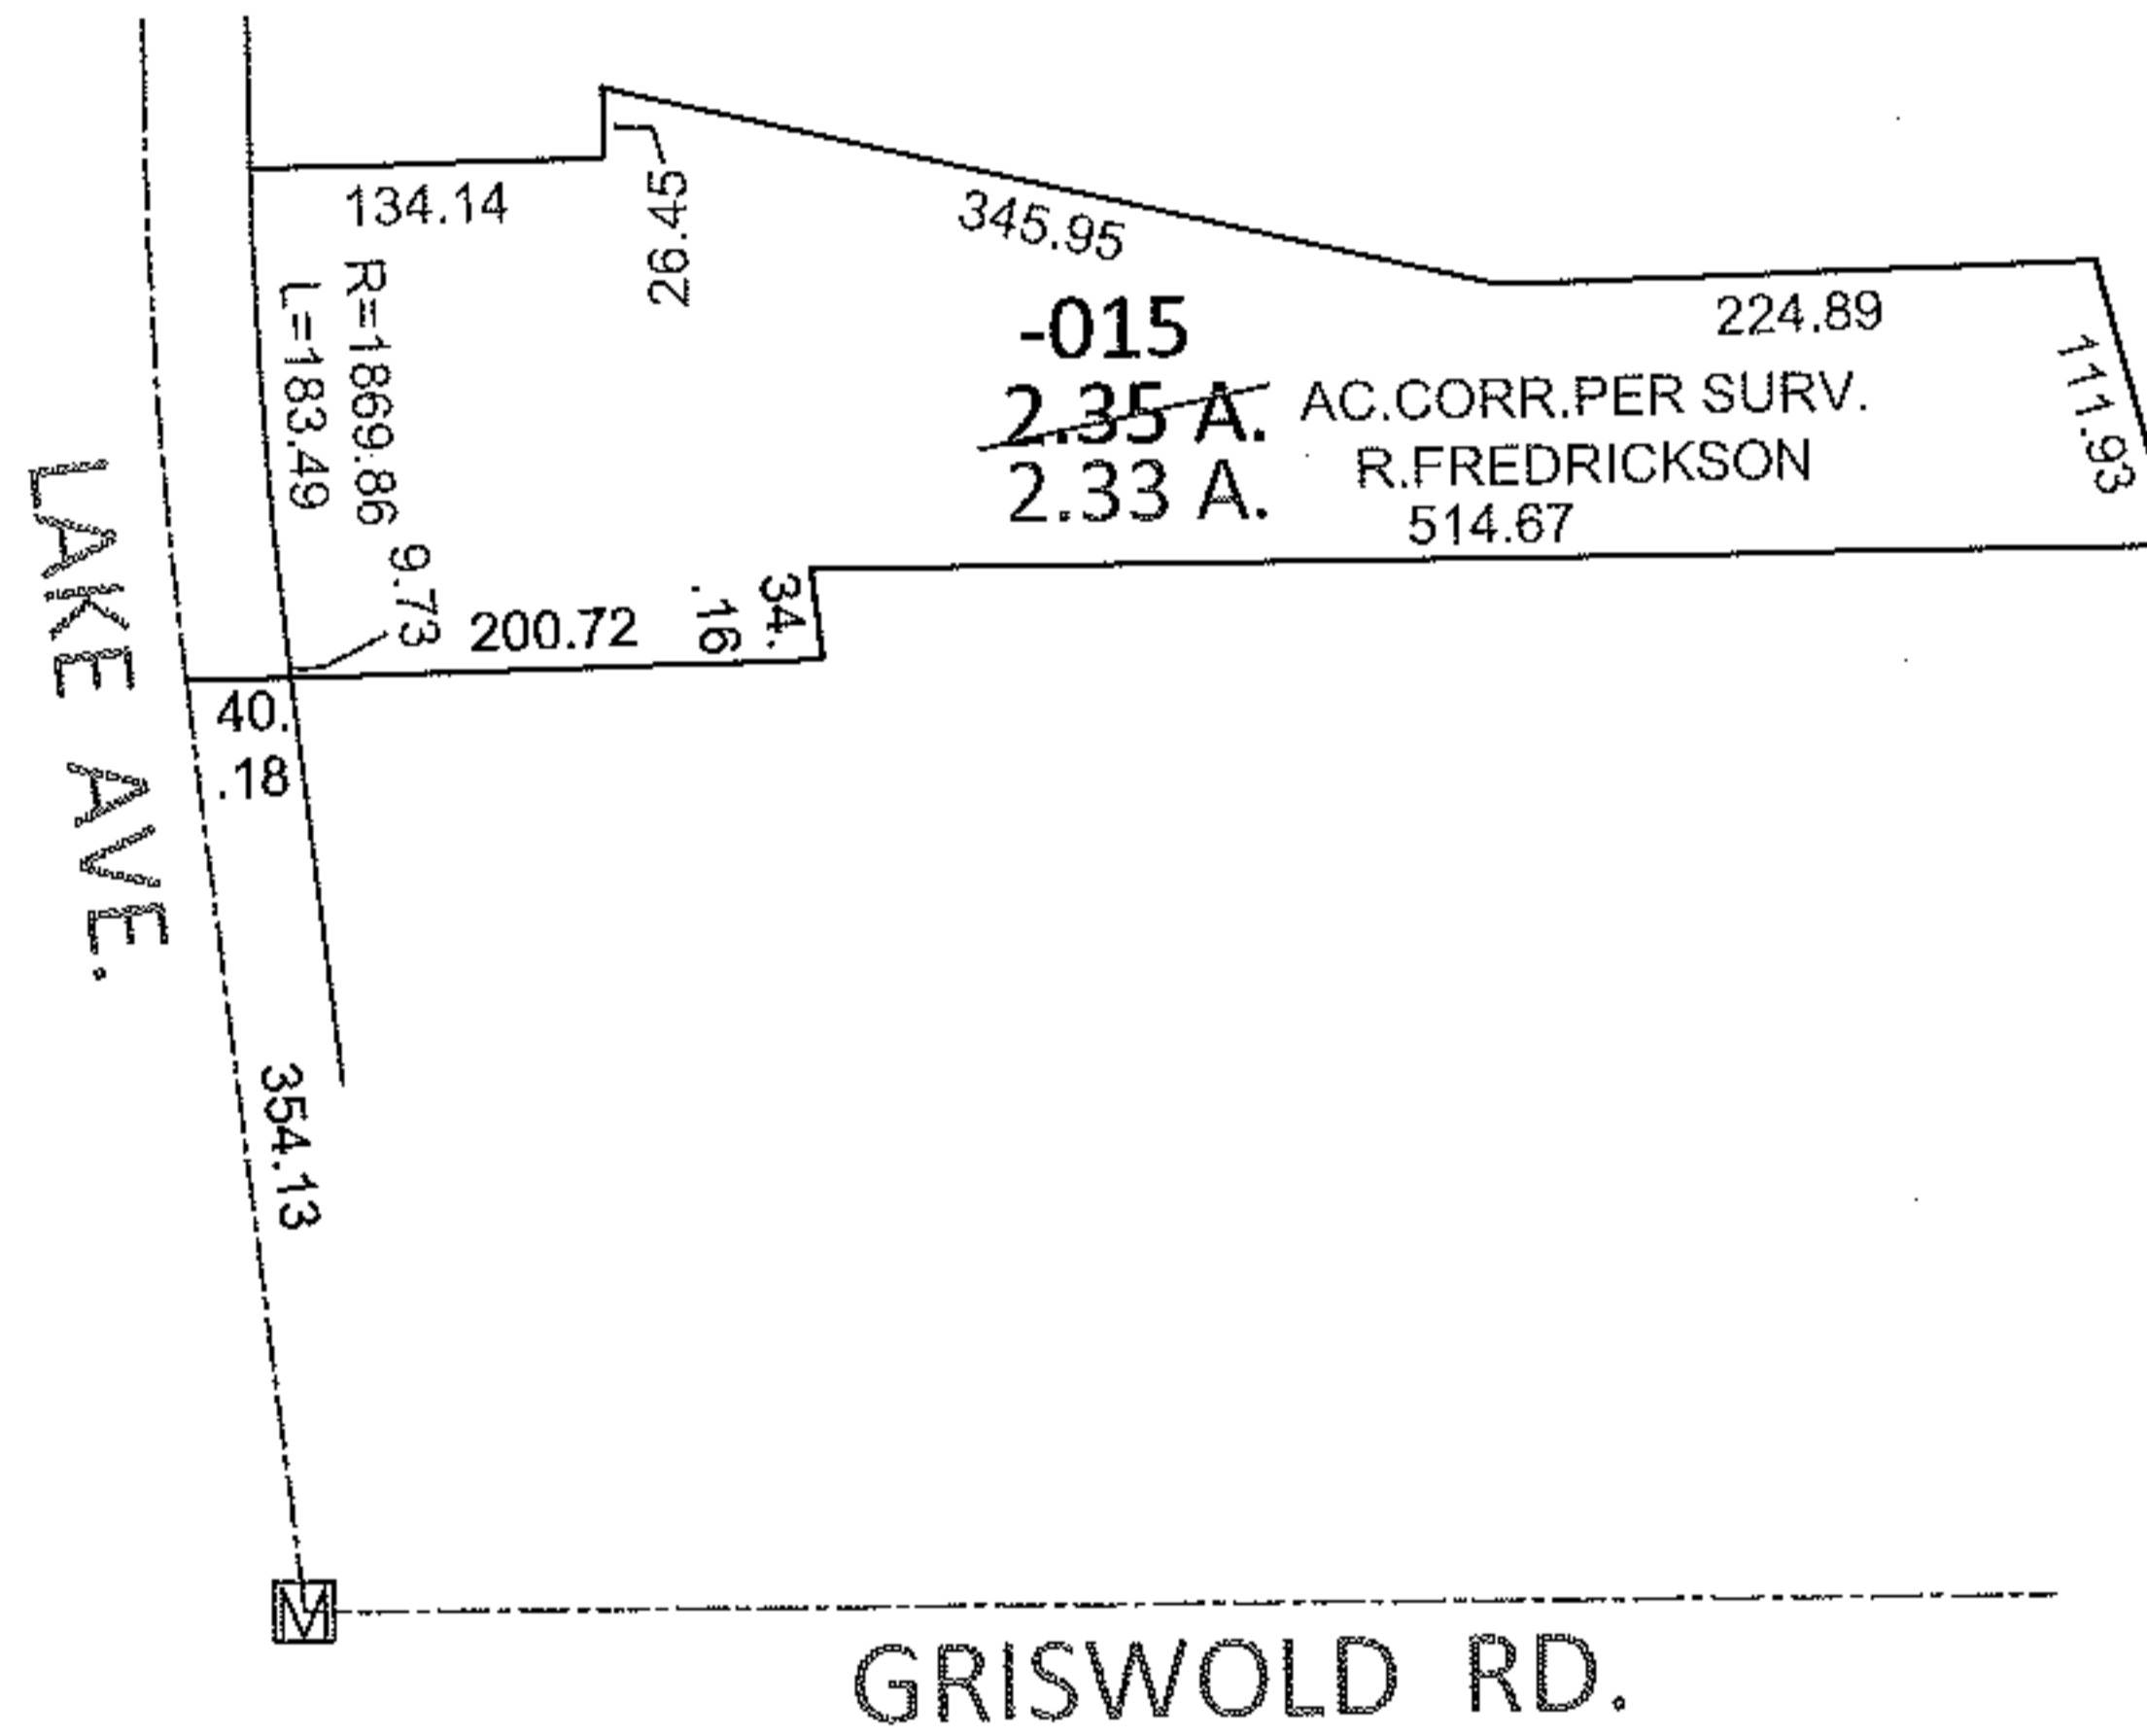 134.14
26.45
345.95
224.89
111.93
R=1869.86
L=183.49
-015
2.35 A.
AC.CORR.PER SURV.
R.FREDRICKSON
2.33 A.
514.67
9.73
200.72
34.
.16
40.
.18
LAKE AVE.
354.13
M
GRISWOLD RD.